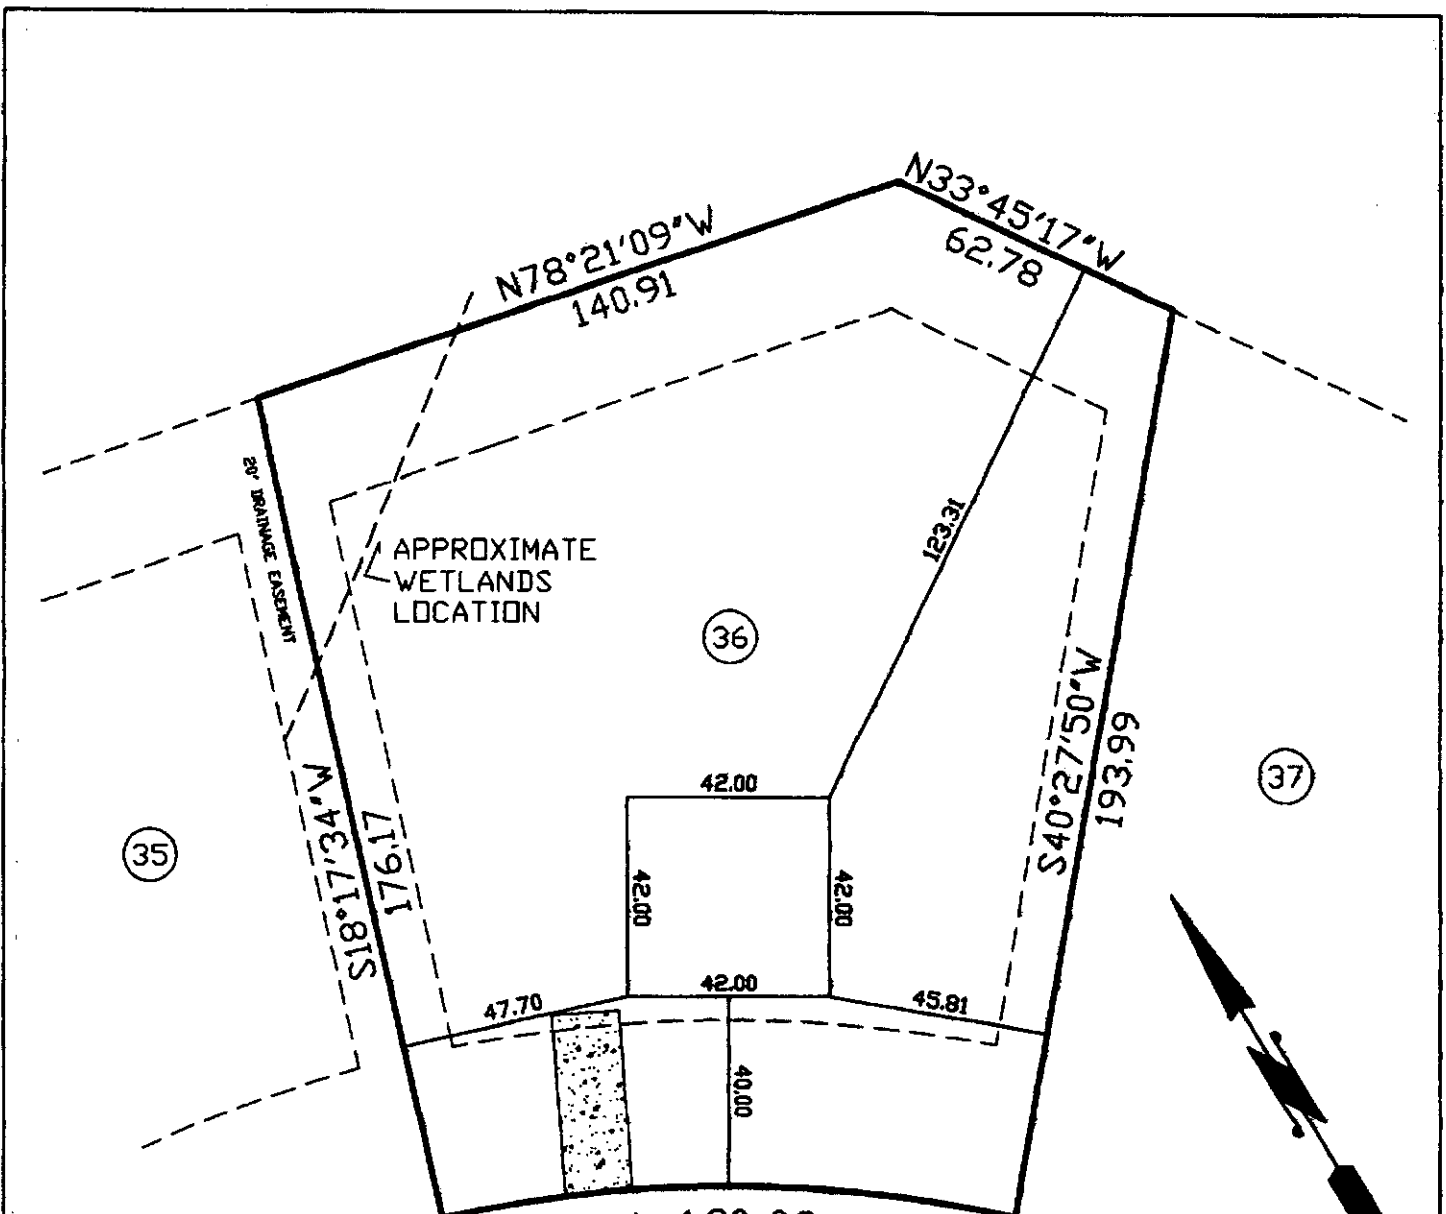 N33°45'17"W
62.78
N78°21'09"W
140.91
20' DRAINAGE EASEMENT
APPROXIMATE
WETLANDS
LOCATION
123.31
36
S40°27'50"W
193.99
37
S18°17'34"W
176.17
35
42.00
42.00
42.00
42.00
47.70
45.81
40.00